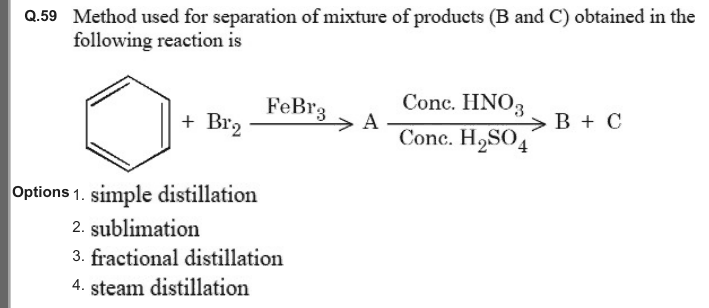 Q.59 Method used for separation of mixture of products (B and C) obtained in the
following reaction is
+ Br₂ FeBr₃ A Conc. HNO₃ Conc. H₂SO₄ B + C
Options 1. simple distillation
2. sublimation
3. fractional distillation
4. steam distillation